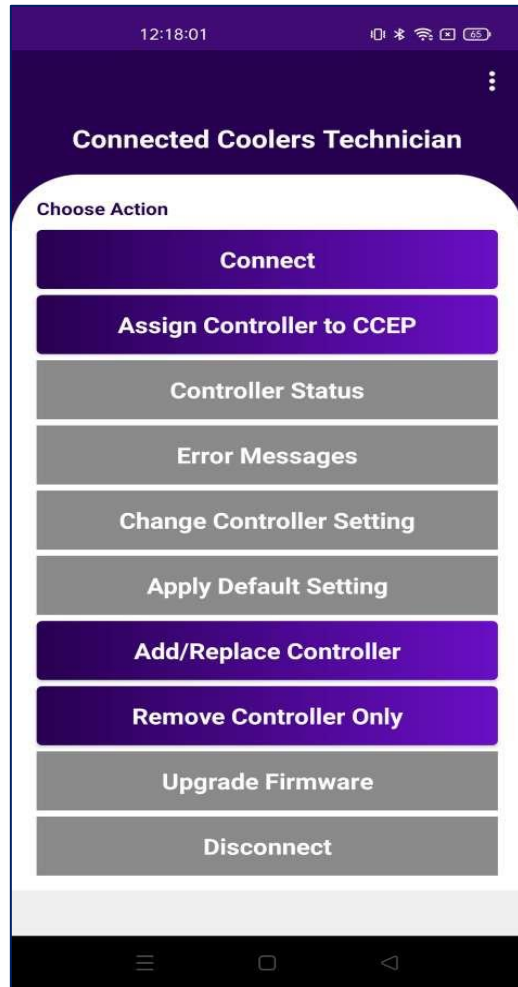 12:18:01
65
Connected Coolers Technician
Choose Action
Connect
Assign Controller to CCEP
Controller Status
Error Messages
Change Controller Setting
Apply Default Setting
Add/Replace Controller
Remove Controller Only
Upgrade Firmware
Disconnect